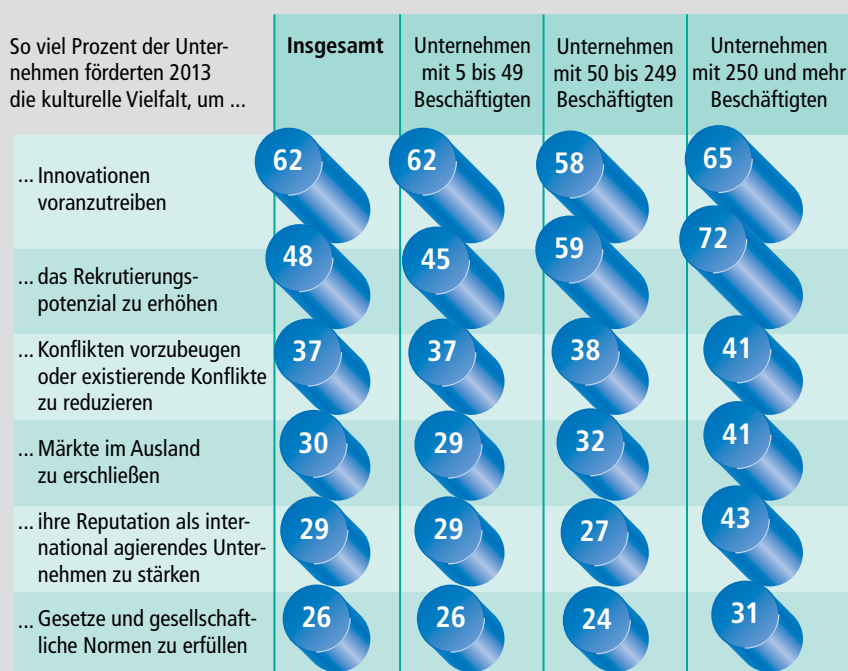 So viel Prozent der Unter-
nehmen förderten 2013
die kulturelle Vielfalt, um ...
Insgesamt
Unternehmen
mit 5 bis 49
Beschäftigten
Unternehmen
mit 50 bis 249
Beschäftigten
Unternehmen
mit 250 und mehr
Beschäftigten
... Innovationen
voranzutreiben
62 62 58 65
... das Rekrutierungs-
potenzial zu erhöhen
48 45 59 72
... Konflikten vorzubeugen
oder existierende Konflikte
zu reduzieren
37 37 38 41
... Märkte im Ausland
zu erschließen
30 29 32 41
... ihre Reputation als inter-
national agierendes Unter-
nehmen zu stärken
29 29 27 43
... Gesetze und gesellschaft-
liche Normen zu erfüllen
26 26 24 31